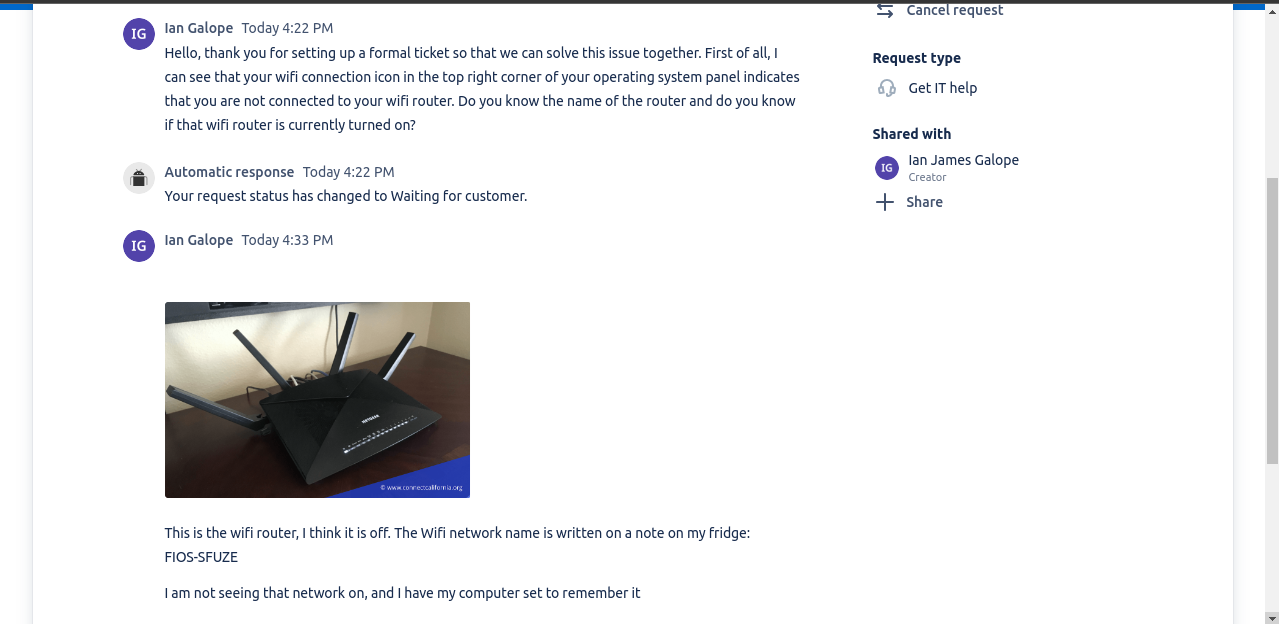 Cancel request
IG
Ian Galope Today 4:22 PM
Hello, thank you for setting up a formal ticket so that we can solve this issue together. First of all, I
can see that your wifi connection icon in the top right corner of your operating system panel indicates
that you are not connected to your wifi router. Do you know the name of the router and do you know
if that wifi router is currently turned on?
Request type
Get IT help
Shared with
IG
Ian James Galope
Creator
Share
Automatic response Today 4:22 PM
Your request status has changed to Waiting for customer.
IG
Ian Galope Today 4:33 PM
NETGEAR
© www.connectcalifornia.org
This is the wifi router, I think it is off. The Wifi network name is written on a note on my fridge:
FIOS-SFUZE
I am not seeing that network on, and I have my computer set to remember it